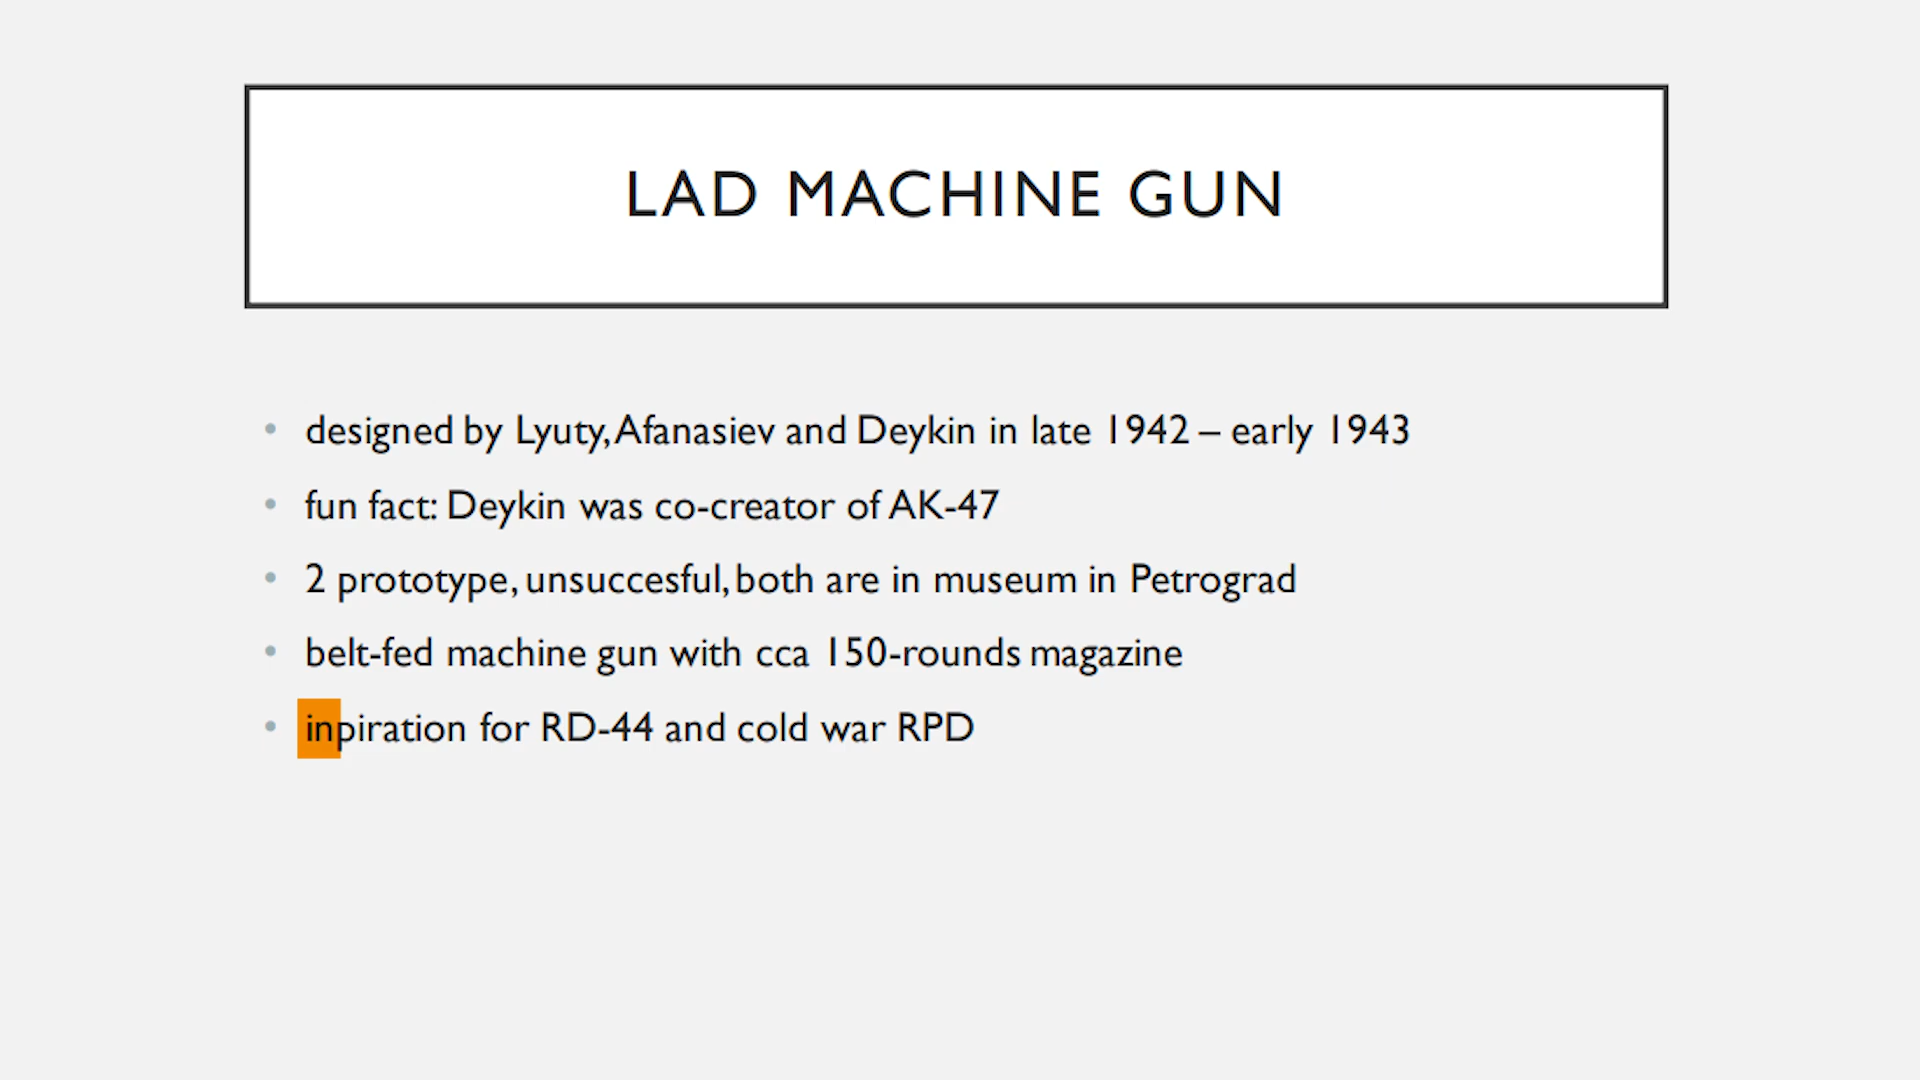 LAD MACHINE GUN
• designed by Lyuty, Afanasiev and Deykin in late 1942 – early 1943
• fun fact: Deykin was co-creator of AK-47
• 2 prototype, unsuccesful, both are in museum in Petrograd
• belt-fed machine gun with cca 150-rounds magazine
• inpiration for RD-44 and cold war RPD